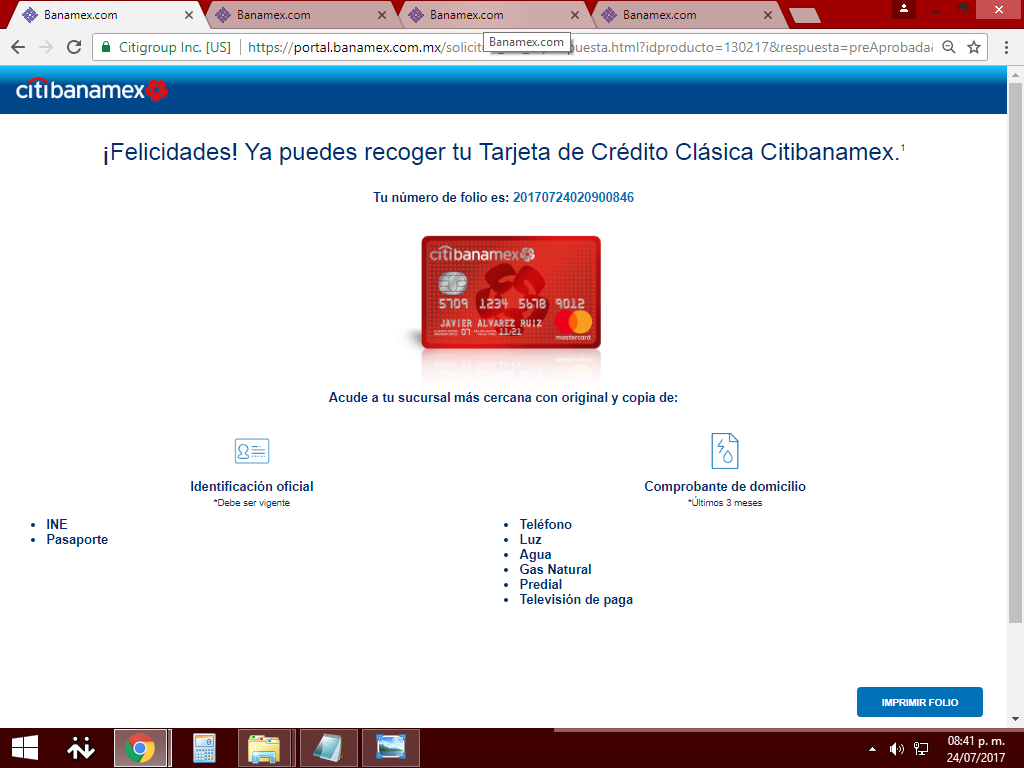 Banamex.com
Banamex.com
Banamex.com
Banamex.com
Citigroup Inc. [US]
https://portal.banamex.com.mx/solicit
puesta.html?idproducto=130217&respuesta=preAprobada&
Banamex.com
citibanamex
¡Felicidades! Ya puedes recoger tu Tarjeta de Crédito Clásica Citibanamex.1
Tu número de folio es: 20170724020900846
citibanamex
5709 1234 5678 9012
JAVIER ALVAREZ RUIZ
07 11/21
mastercard
Acude a tu sucursal más cercana con original y copia de:
Identificación oficial
*Debe ser vigente
• INE
• Pasaporte
Comprobante de domicilio
*Últimos 3 meses
• Teléfono
• Luz
• Agua
• Gas Natural
• Predial
• Televisión de paga
IMPRIMIR FOLIO
08:41 p. m.
24/07/2017